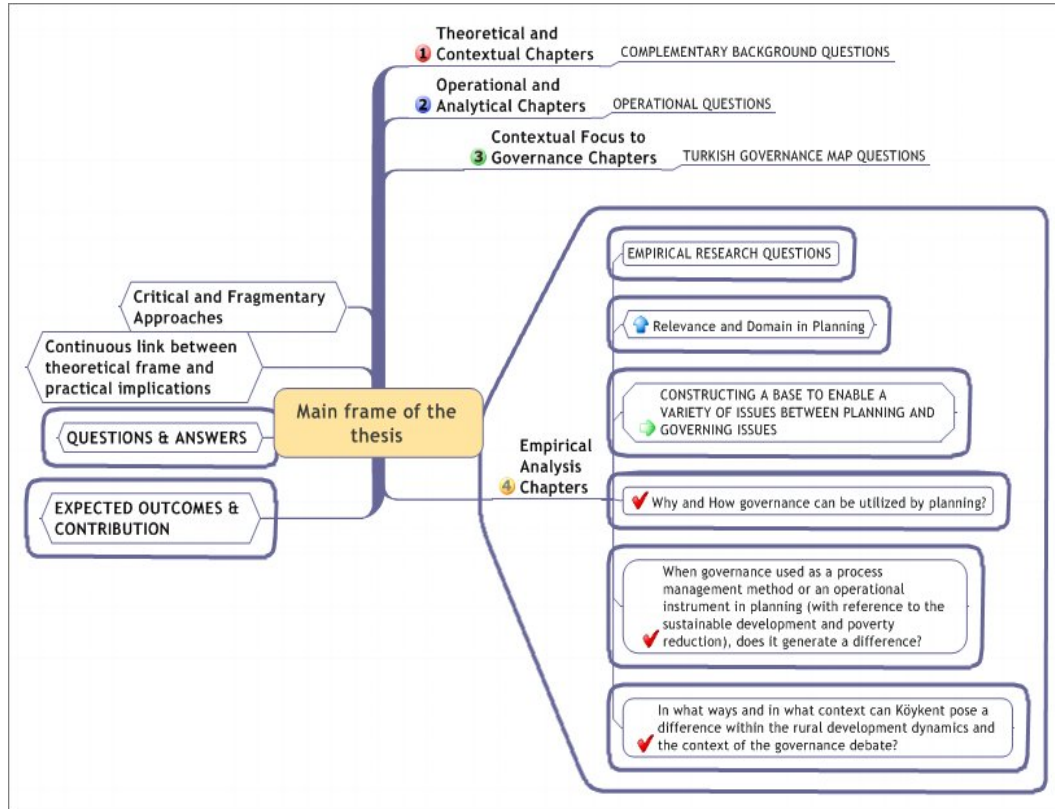 1
Theoretical and
Contextual Chapters
COMPLEMENTARY BACKGROUND QUESTIONS
2
Operational and
Analytical Chapters
OPERATIONAL QUESTIONS
3
Contextual Focus to
Governance Chapters
TURKISH GOVERNANCE MAP QUESTIONS
Critical and Fragmentary
Approaches
Continuous link between
theoretical frame and
practical implications
QUESTIONS & ANSWERS
EXPECTED OUTCOMES &
CONTRIBUTION
Main frame of the
thesis
4
Empirical
Analysis
Chapters
EMPIRICAL RESEARCH QUESTIONS
Relevance and Domain in Planning
CONSTRUCTING A BASE TO ENABLE A
VARIETY OF ISSUES BETWEEN PLANNING AND
GOVERNING ISSUES
Why and How governance can be utilized by planning?
When governance used as a process
management method or an operational
instrument in planning (with reference to the
sustainable development and poverty
reduction), does it generate a difference?
In what ways and in what context can Köykent pose a
difference within the rural development dynamics and
the context of the governance debate?